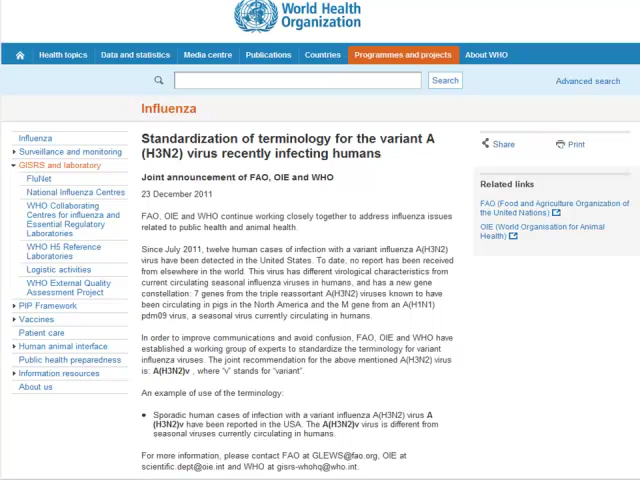 World Health
Organization
Health topics
Data and statistics
Media centre
Publications
Countries
Programmes and projects
About WHO
Search
Advanced search
Influenza
Influenza
Surveillance and monitoring
GISRS and laboratory
FluNet
National Influenza Centres
WHO Collaborating
Centres for influenza and
Essential Regulatory
Laboratories
WHO H5 Reference
Laboratories
Logistic activities
WHO External Quality
Assessment Project
PIP Framework
Vaccines
Patient care
Human animal interface
Public health preparedness
Information resources
About us
Standardization of terminology for the variant A
(H3N2) virus recently infecting humans
Joint announcement of FAO, OIE and WHO
23 December 2011
FAO, OIE and WHO continue working closely together to address influenza issues
related to public health and animal health.
Since July 2011, twelve human cases of infection with a variant influenza A(H3N2)
virus have been detected in the United States. To date, no report has been received
from elsewhere in the world. This virus has different virological characteristics from
current circulating seasonal influenza viruses in humans, and has a new gene
constellation: 7 genes from the triple reassortant A(H3N2) viruses known to have
been circulating in pigs in the North America and the M gene from an A(H1N1)
pdm09 virus, a seasonal virus currently circulating in humans.
In order to improve communications and avoid confusion, FAO, OIE and WHO have
established a working group of experts to standardize the terminology for variant
influenza viruses. The joint recommendation for the above mentioned A(H3N2) virus
is: A(H3N2)v , where "v" stands for "variant".
An example of use of the terminology:
• Sporadic human cases of infection with a variant influenza A(H3N2) virus A
(H3N2)v have been reported in the USA. The A(H3N2)v virus is different from
seasonal viruses currently circulating in humans.
For more information, please contact FAO at GLEWS@fao.org, OIE at
scientific.dept@oie.int and WHO at gisrs-whohq@who.int.
Share
Print
Related links
FAO (Food and Agriculture Organization of
the United Nations)
OIE (World Organisation for Animal
Health)